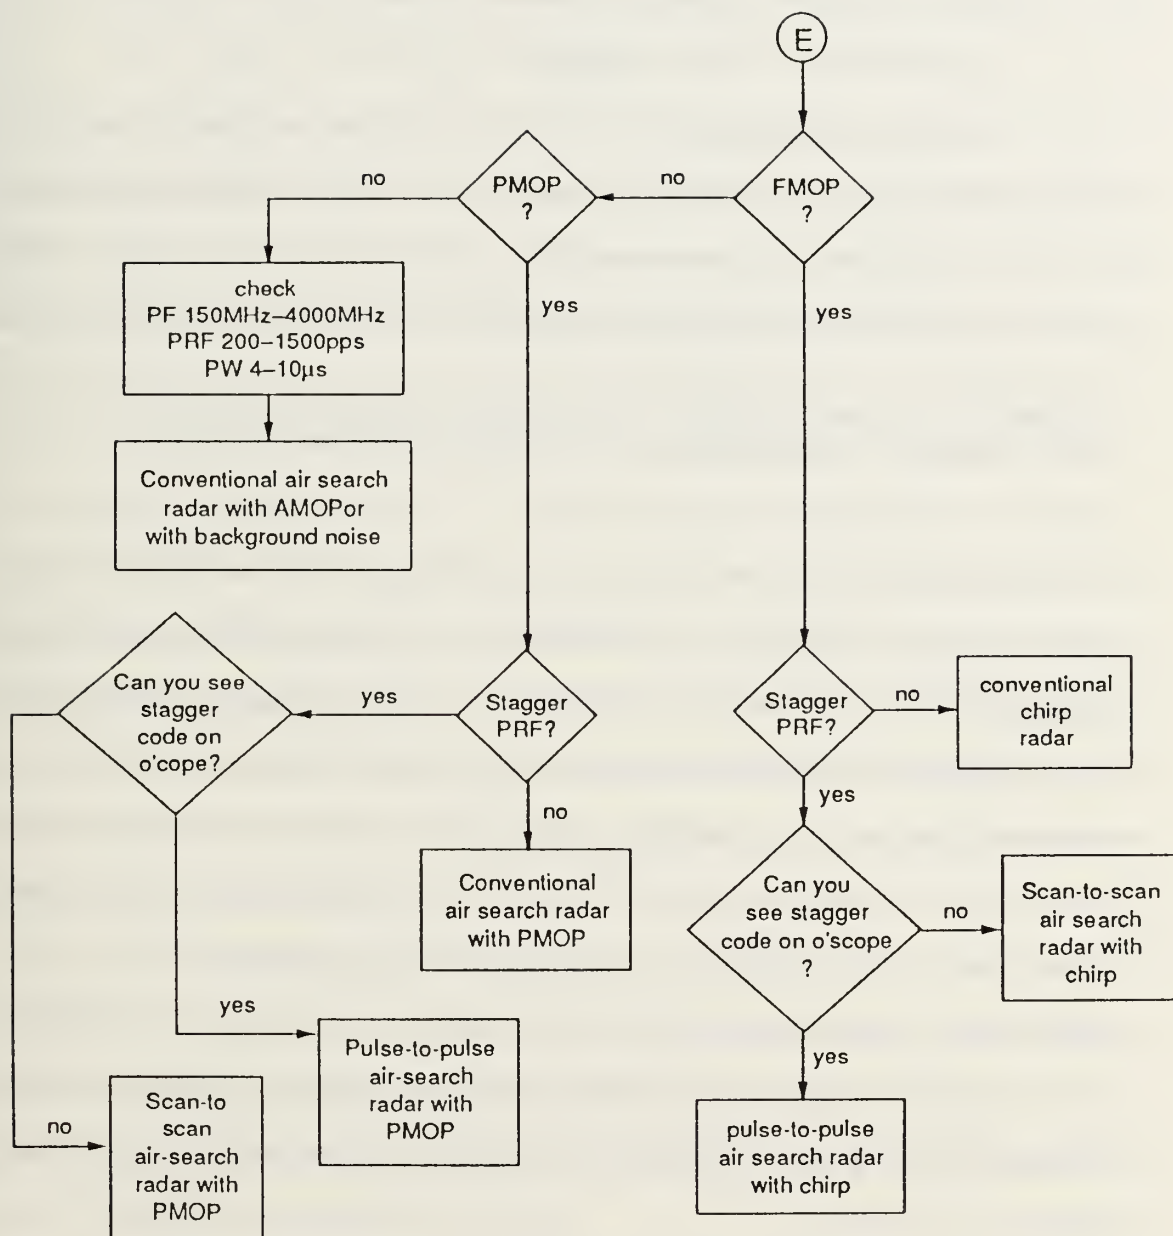 E
FMOP
?
no
PMOP
?
no
check
PF 150MHz–4000MHz
PRF 200–1500pps
PW 4–10µs
Conventional air search
radar with AMOPor
with background noise
yes
yes
Can you see
stagger
code on
o'cope?
yes
Stagger
PRF?
Stagger
PRF?
no
conventional
chirp
radar
no
yes
Conventional
air search radar
with PMOP
Can you
see stagger
code on o'scope
?
no
Scan-to-scan
air search
radar with
chirp
yes
Pulse-to-pulse
air-search
radar with
PMOP
no
Scan-to
scan
air-search
radar with
PMOP
yes
pulse-to-pulse
air search radar
with chirp